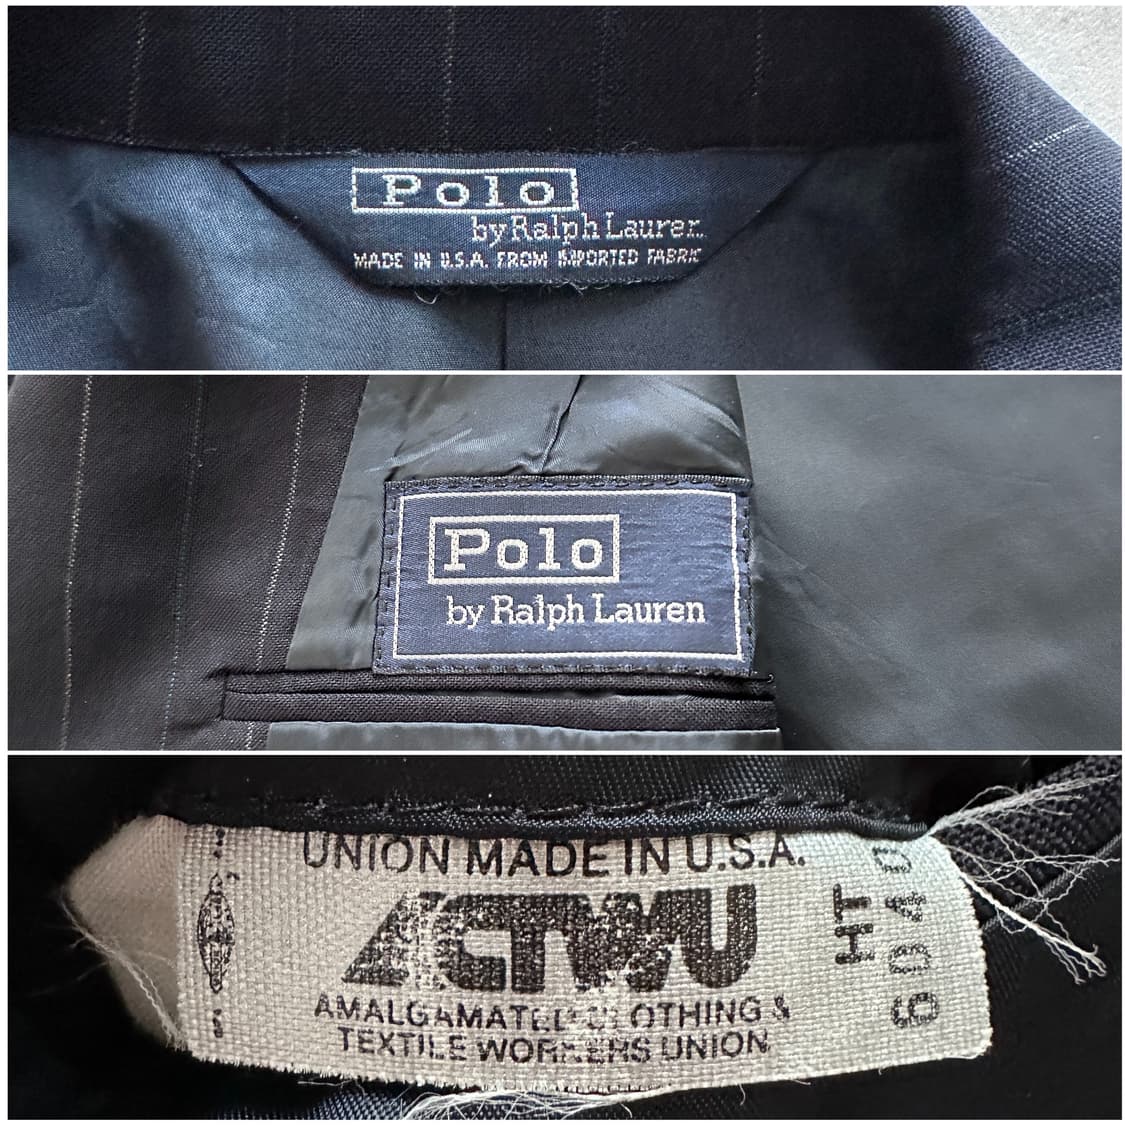 Polo
by Ralph Lauren
MADE IN U.S.A. FROM IMPORTED FABRIC
Polo
by Ralph Lauren
UNION MADE IN U.S.A.
ACTWU
AMALGAMATED CLOTHING &
TEXTILE WORKERS UNION
HT